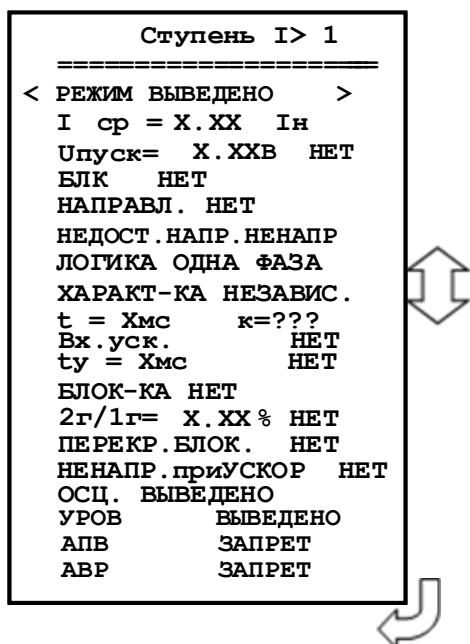 Ступень I> 1
=====================
< РЕЖИМ ВЫВЕДЕНО >
I ср = X.XX Iн
Uпуск= X.XXВ НЕТ
БЛК НЕТ
НАПРАВЛ. НЕТ
НЕДОСТ.НАПР.НЕНАПР
ЛОГИКА ОДНА ФАЗА
ХАРАКТ-КА НЕЗАВИС.
t = Xмс к=???
Вх.уск. НЕТ
tу = Xмс НЕТ
БЛОК-КА НЕТ
2г/1г= X.XX% НЕТ
ПЕРЕКР.БЛОК. НЕТ
НЕНАПР.приУСКОР НЕТ
ОСЦ. ВЫВЕДЕНО
УРОВ ВЫВЕДЕНО
АПВ ЗАПРЕТ
АВР ЗАПРЕТ